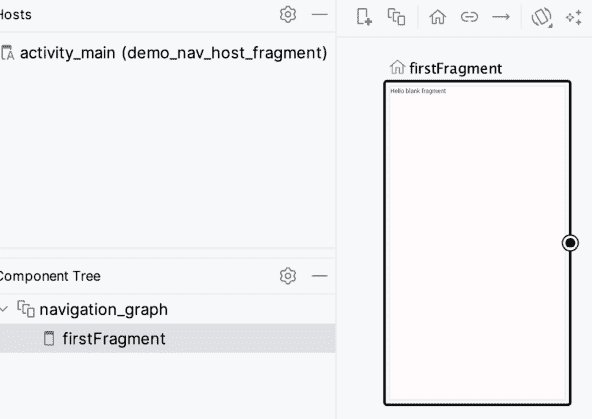 Hosts
activity_main (demo_nav_host_fragment)
Component Tree
navigation_graph
firstFragment
firstFragment
Hello blank fragment